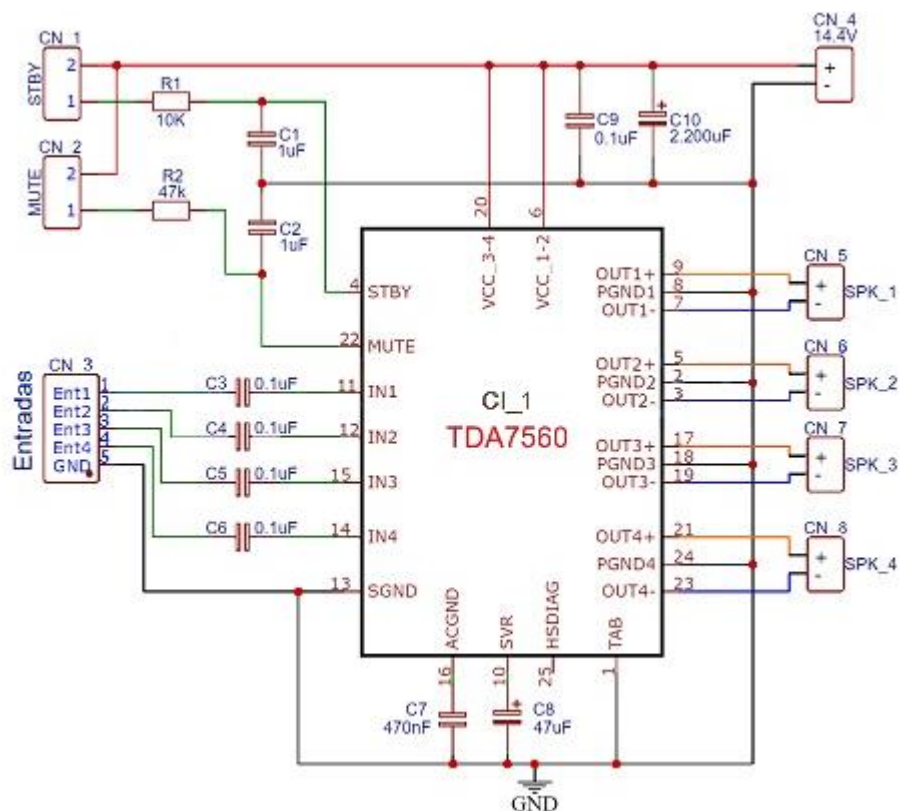 CN_1
STBY
2
1
R1
10K
CN_2
MUTE
2
1
R2
47k
C1
1uF
C2
1uF
CN_4
14.4V
+
-
C9
0.1uF
+
C10
2.200uF
20
6
VCC_3-4
VCC_1-2
4
STBY
22
MUTE
CN_3
Entradas
Ent1
1
Ent2
2
Ent3
3
Ent4
4
GND
5
C3
0.1uF
11
IN1
C4
0.1uF
12
IN2
C5
0.1uF
15
IN3
C6
0.1uF
14
IN4
13
SGND
CI_1
TDA7560
OUT1+
9
PGND1
8
OUT1-
7
OUT2+
5
PGND2
2
OUT2-
3
OUT3+
17
PGND3
18
OUT3-
19
OUT4+
21
PGND4
24
OUT4-
23
CN_5
+
-
SPK_1
CN_6
+
-
SPK_2
CN_7
+
-
SPK_3
CN_8
+
-
SPK_4
ACGND
SVR
HSDIAG
TAB
16
10
25
1
C7
470nF
+
C8
47uF
GND